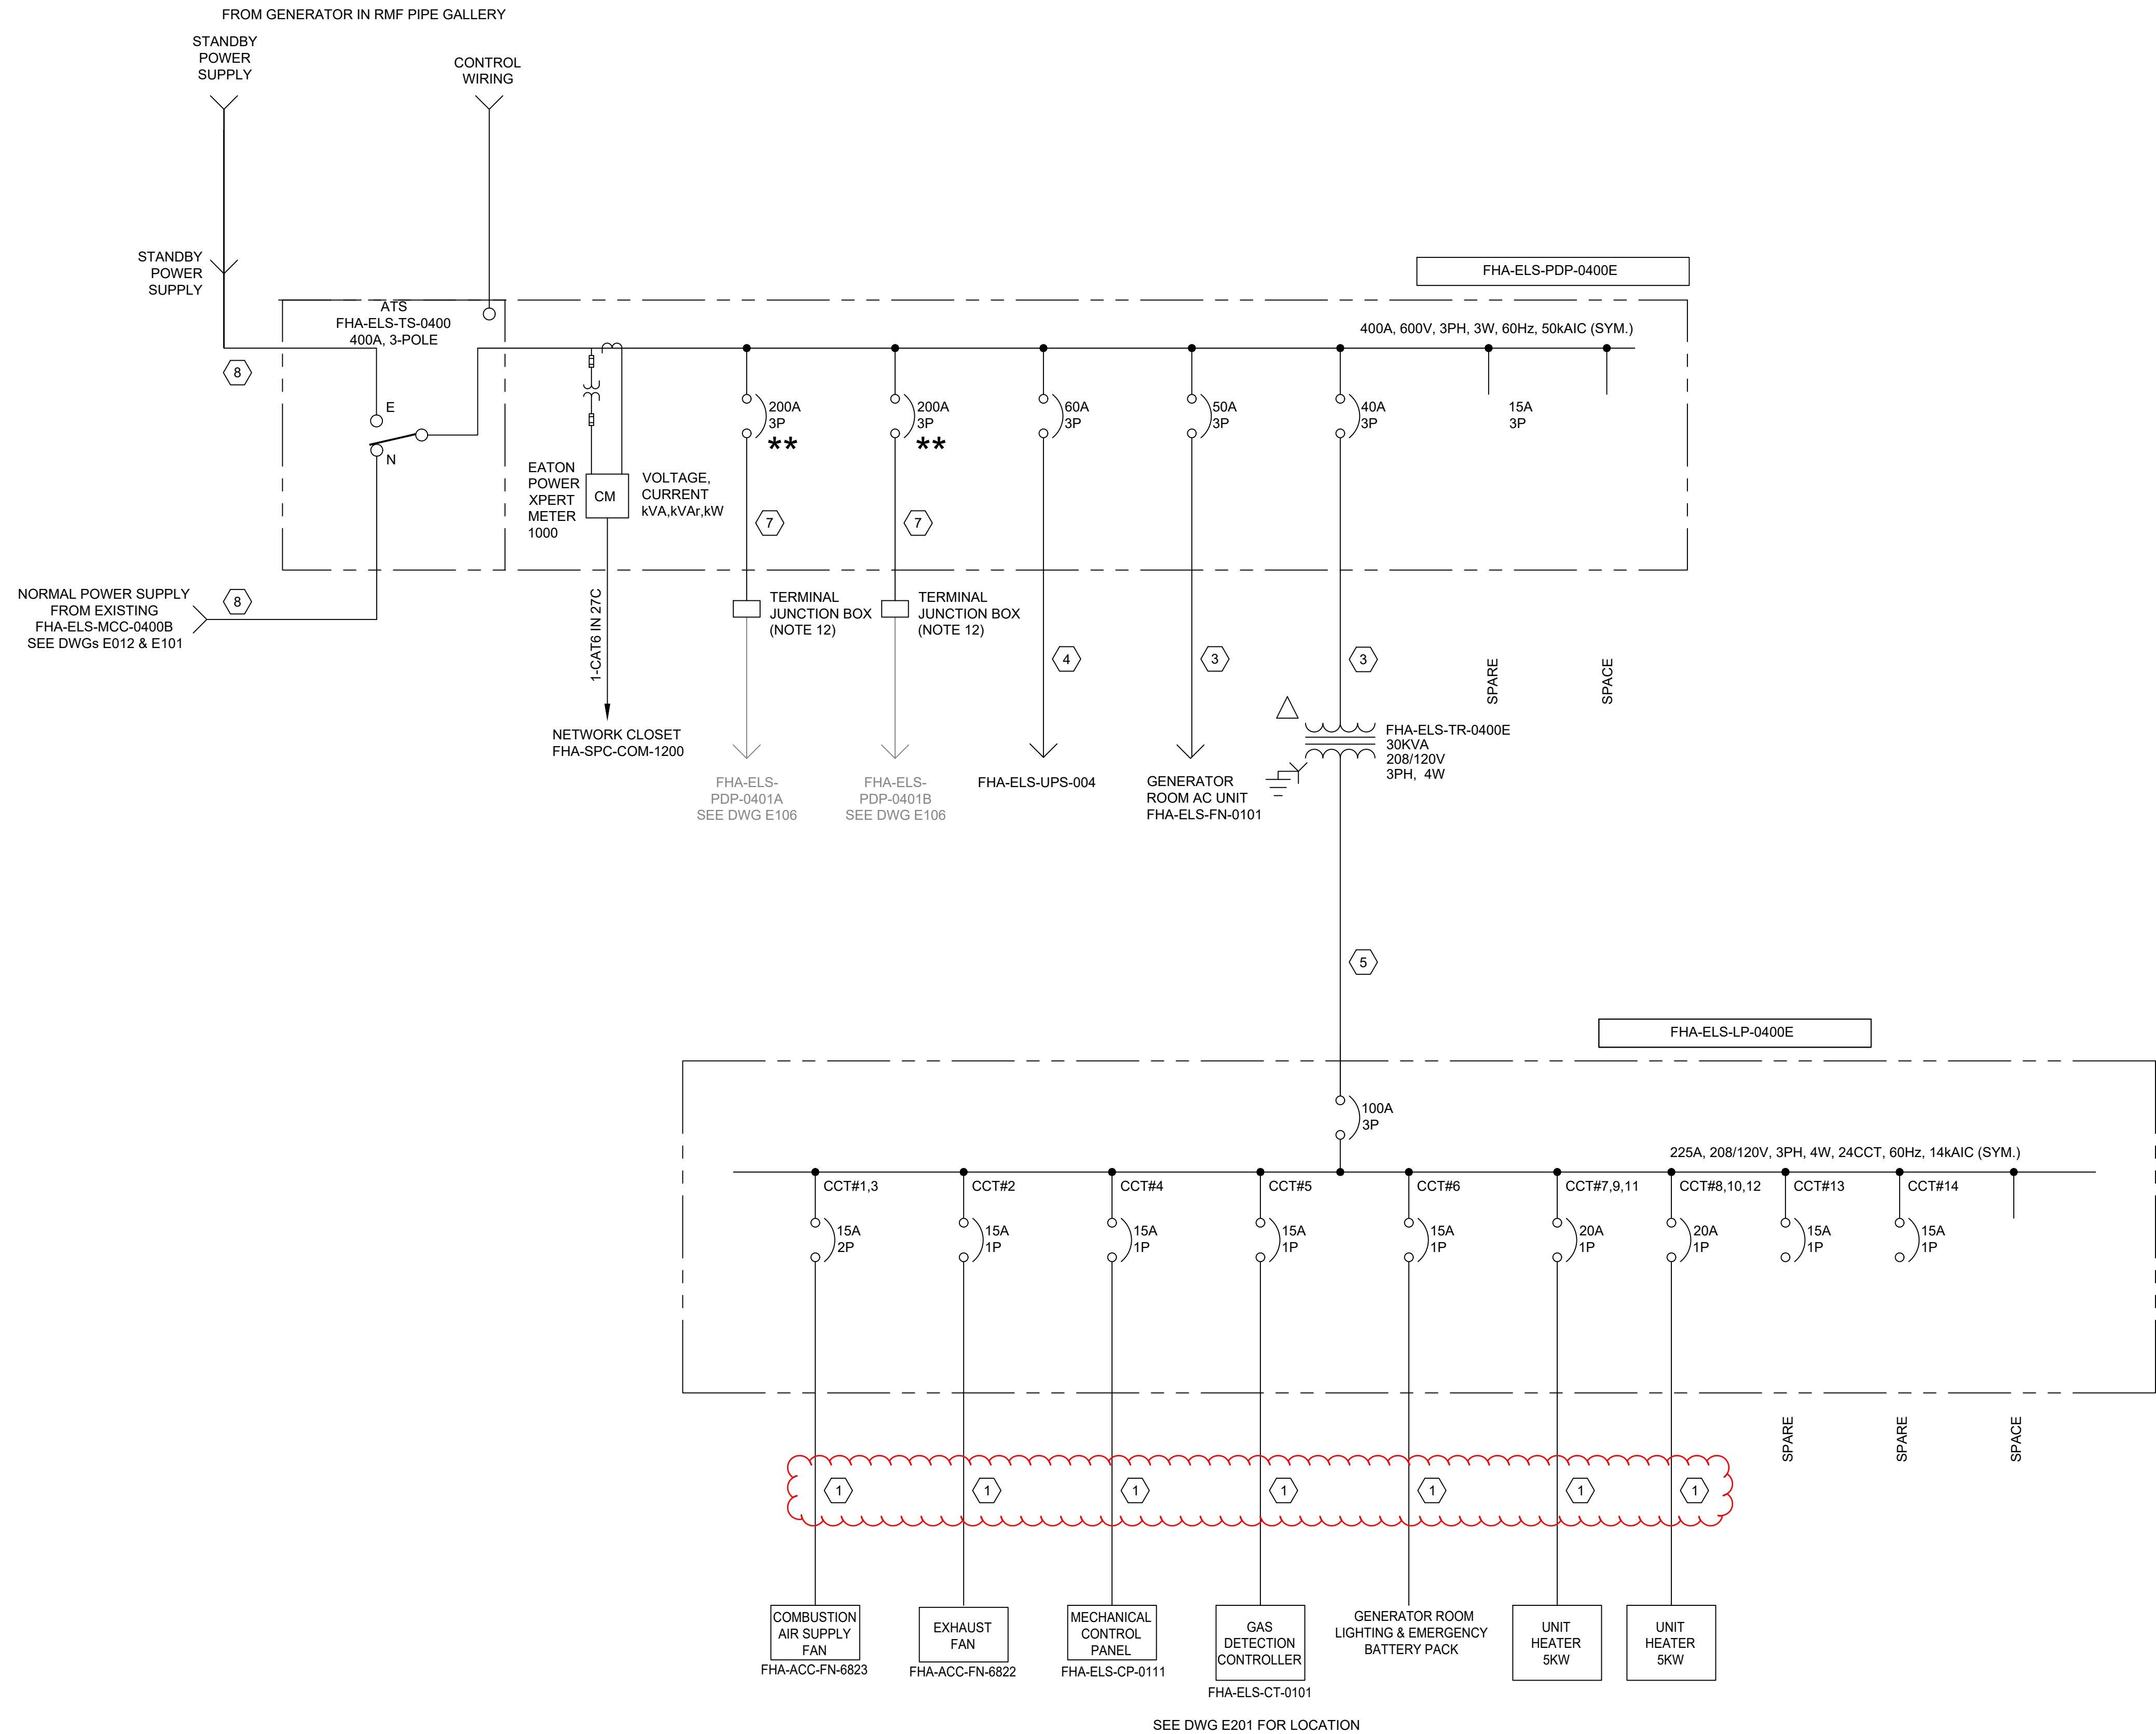 FROM GENERATOR IN RMF PIPE GALLERY
STANDBY
POWER
SUPPLY
CONTROL
WIRING
STANDBY
POWER
SUPPLY
FHA-ELS-PDP-0400E
ATS
FHA-ELS-TS-0400
400A, 3-POLE
400A, 600V, 3PH, 3W, 60Hz, 50kAIC (SYM.)
8
E
N
200A
3P
**
200A
3P
**
60A
3P
50A
3P
40A
3P
15A
3P
EATON
POWER
XPERT
METER
1000
CM
VOLTAGE,
CURRENT
kVA,kVAr,kW
7
7
NORMAL POWER SUPPLY
FROM EXISTING
FHA-ELS-MCC-0400B
SEE DWGs E012 & E101
8
1-CAT6 IN 27C
TERMINAL
JUNCTION BOX
(NOTE 12)
TERMINAL
JUNCTION BOX
(NOTE 12)
4
3
3
SPARE
SPACE
NETWORK CLOSET
FHA-SPC-COM-1200
FHA-ELS-
PDP-0401A
SEE DWG E106
FHA-ELS-
PDP-0401B
SEE DWG E106
FHA-ELS-UPS-004
GENERATOR
ROOM AC UNIT
FHA-ELS-FN-0101
FHA-ELS-TR-0400E
30KVA
208/120V
3PH, 4W
5
FHA-ELS-LP-0400E
100A
3P
225A, 208/120V, 3PH, 4W, 24CCT, 60Hz, 14kAIC (SYM.)
CCT#1,3
15A
2P
CCT#2
15A
1P
CCT#4
15A
1P
CCT#5
15A
1P
CCT#6
15A
1P
CCT#7,9,11
20A
1P
CCT#8,10,12
20A
1P
CCT#13
15A
1P
CCT#14
15A
1P
SPARE
SPARE
SPACE
1
1
1
1
1
1
1
COMBUSTION
AIR SUPPLY
FAN
FHA-ACC-FN-6823
EXHAUST
FAN
FHA-ACC-FN-6822
MECHANICAL
CONTROL
PANEL
FHA-ELS-CP-0111
GAS
DETECTION
CONTROLLER
FHA-ELS-CT-0101
GENERATOR ROOM
LIGHTING & EMERGENCY
BATTERY PACK
UNIT
HEATER
5KW
UNIT
HEATER
5KW
SEE DWG E201 FOR LOCATION